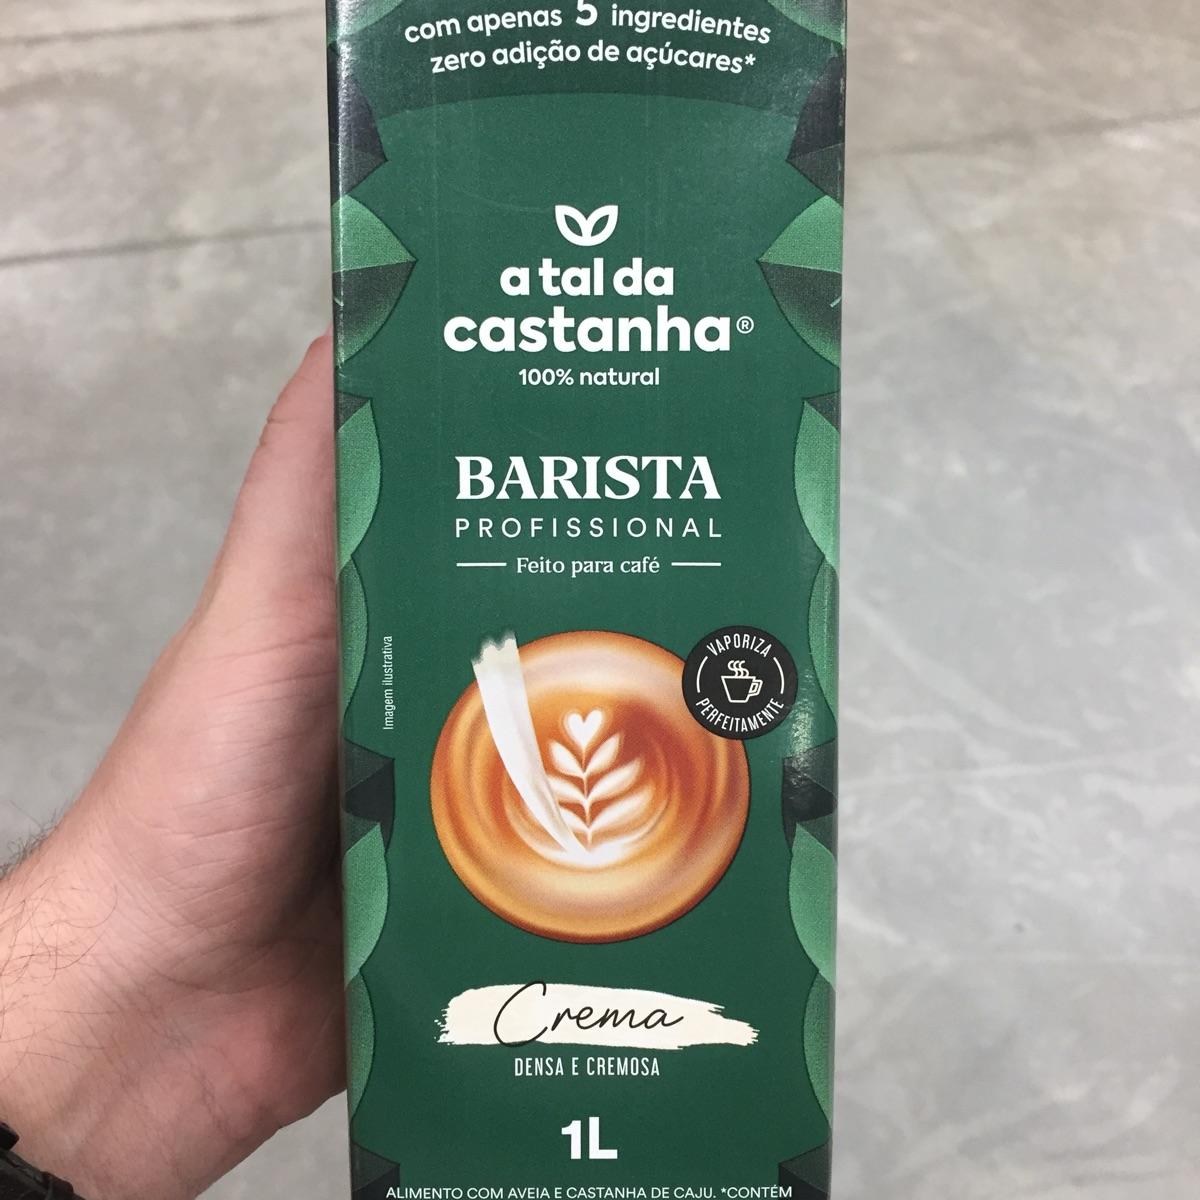 com apenas 5 ingredientes
zero adição de açúcares*
a tal da
castanha®
100% natural
BARISTA
PROFISSIONAL
Feito para café
VAPORIZA
PERFEITAMENTE
Imagem ilustrativa
Crema
DENSA E CREMOSA
1L
ALIMENTO COM AVEIA E CASTANHA DE CAJU. *CONTÉM